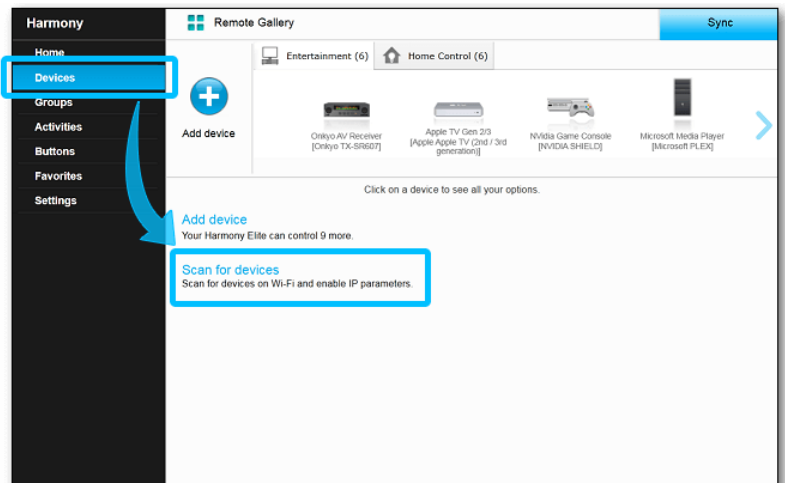 Harmony
Remote Gallery
Sync
Home
Devices
Groups
Activities
Buttons
Favorites
Settings
Entertainment (6)
Home Control (6)
Add device
Onkyo AV Receiver
[Onkyo TX-SR607]
Apple TV Gen 2/3
[Apple Apple TV (2nd / 3rd
generation)]
NVidia Game Console
[NVIDIA SHIELD]
Microsoft Media Player
[Microsoft PLEX]
Click on a device to see all your options.
Add device
Your Harmony Elite can control 9 more.
Scan for devices
Scan for devices on Wi-Fi and enable IP parameters.